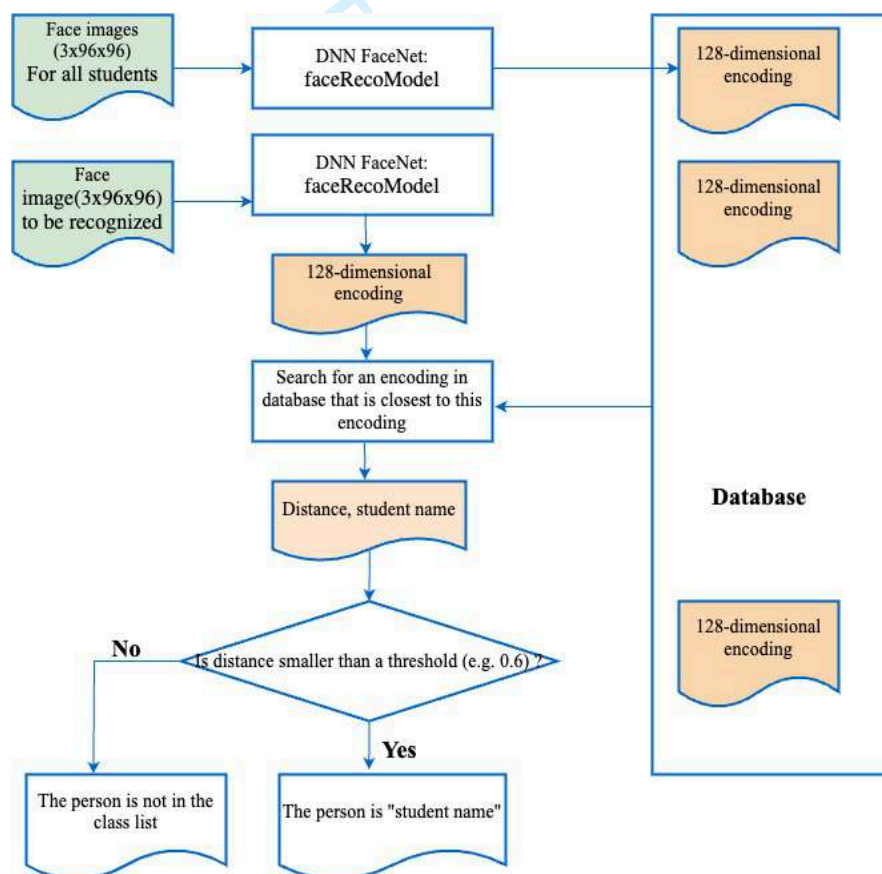 Face images
(3x96x96)
For all students
DNN FaceNet:
faceRecoModel
128-dimensional
encoding
Face
image(3x96x96)
to be recognized
DNN FaceNet:
faceRecoModel
128-dimensional
encoding
128-dimensional
encoding
Search for an encoding in
database that is closest to this
encoding
Database
Distance, student name
128-dimensional
encoding
No
Is distance smaller than a threshold (e.g. 0.6) ?
Yes
The person is not in the
class list
The person is "student name"